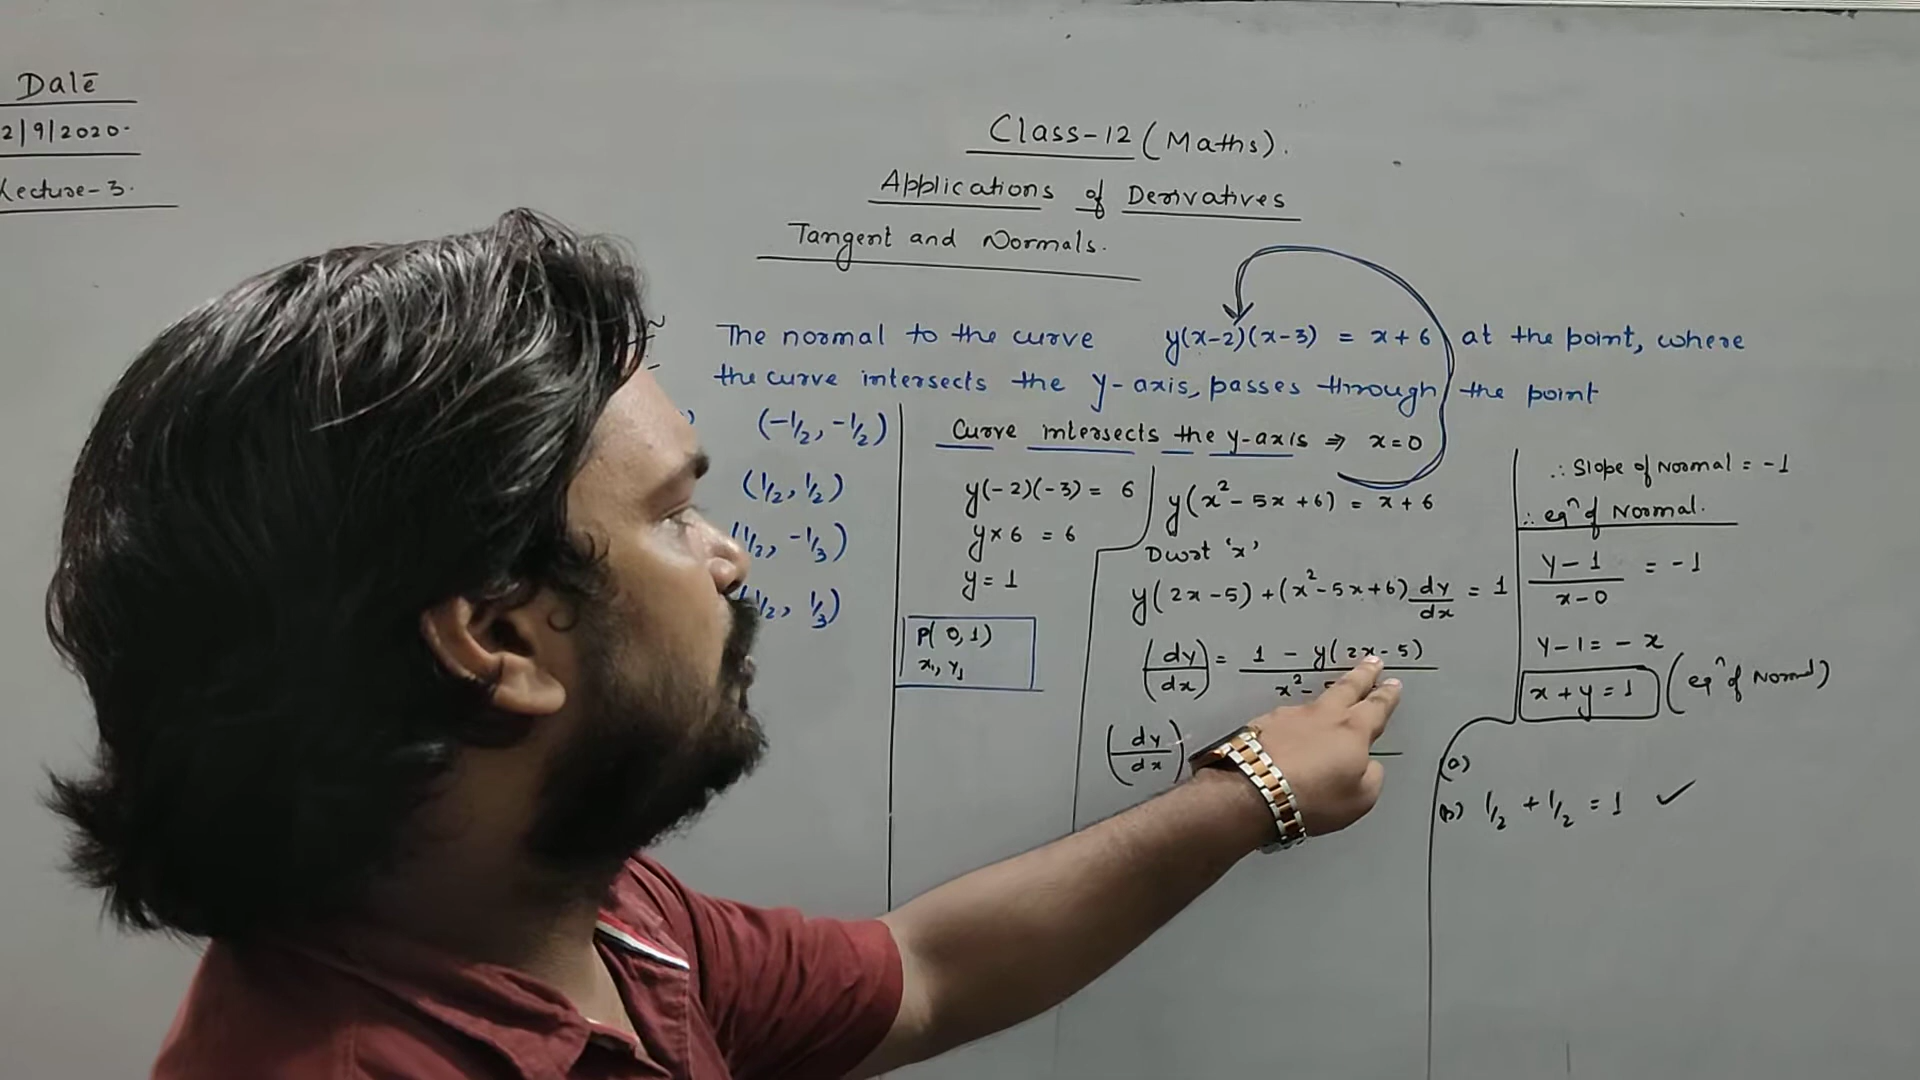 Date
2/9/2020.
Lecture-3.
Class-12 (Maths).
Applications of Derivatives
Tangent and Normals.
The normal to the curve y(x-2)(x-3) = x+6 at the point, where
the curve intersects the y-axis, passes through the point
(-1/2, -1/2)
(1/2, 1/2)
-1/3)
1/3)
Curve intersects the y-axis ⇒ x=0
y(-2)(-3) = 6
y×6 = 6
y = 1
P(0,1)
x₁, y₁
y(x²-5x+6) = x+6
Dwrt 'x'
y(2x-5)+(x²-5x+6) dy/dx = 1
(dy/dx) = 1 - y(2x-5)
x²-
(dy/dx)
∴ Slope of Normal = -1
∴ eqⁿ of Normal.
y-1/x-0 = -1
y-1 = -x
x+y=1 (eqⁿ of Normal)
(a)
(b) 1/2 + 1/2 = 1 ✓